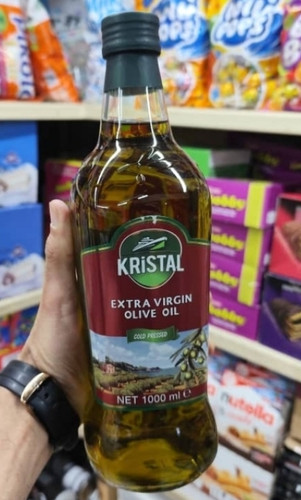 KRiSTAL
EXTRA VIRGIN
OLIVE OIL
COLD PRESSED
NET 1000 ml e
nutella